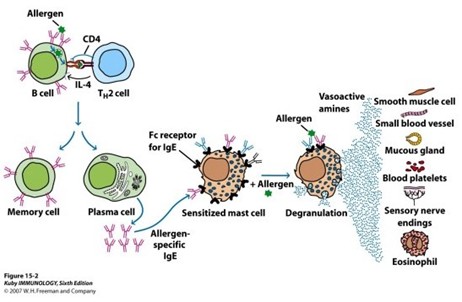 Allergen
CD4
IL-4
B cell
TH2 cell
Memory cell
Plasma cell
Allergen-
specific
IgE
Fc receptor
for IgE
Sensitized mast cell
+ Allergen
Allergen
Degranulation
Vasoactive
amines
Smooth muscle cell
Small blood vessel
Mucous gland
Blood platelets
Sensory nerve
endings
Eosinophil
Figure 15-2
Kuby IMMUNOLOGY, Sixth Edition
© 2007 W.H. Freeman and Company